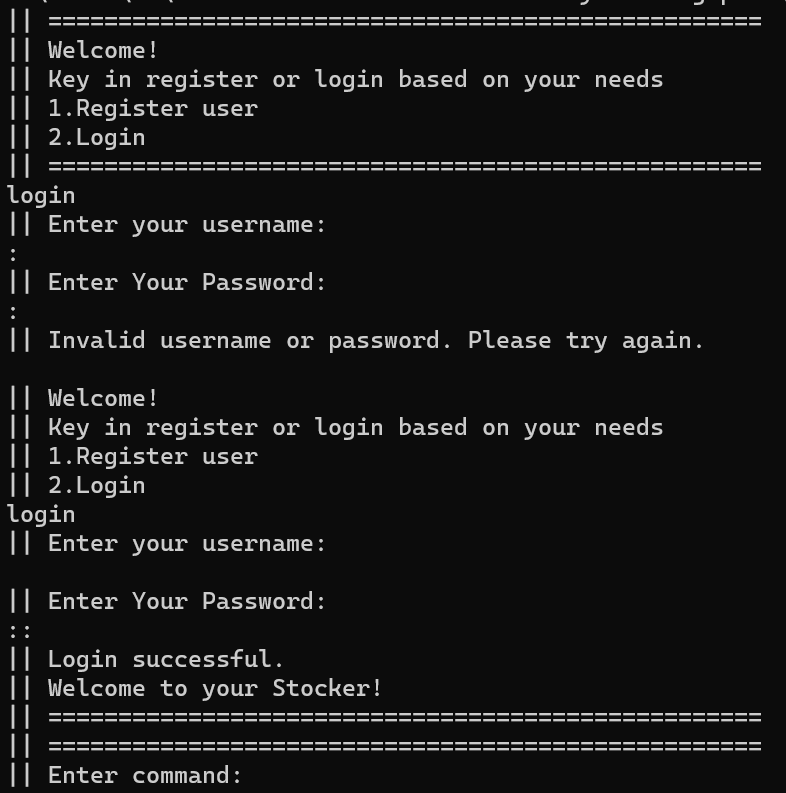 || ===================================================
|| Welcome!
|| Key in register or login based on your needs
|| 1.Register user
|| 2.Login
|| ===================================================
login
|| Enter your username:
:
|| Enter Your Password:
:
|| Invalid username or password. Please try again.
|| Welcome!
|| Key in register or login based on your needs
|| 1.Register user
|| 2.Login
login
|| Enter your username:
|| Enter Your Password:
::
|| Login successful.
|| Welcome to your Stocker!
|| ===================================================
|| ===================================================
|| Enter command: